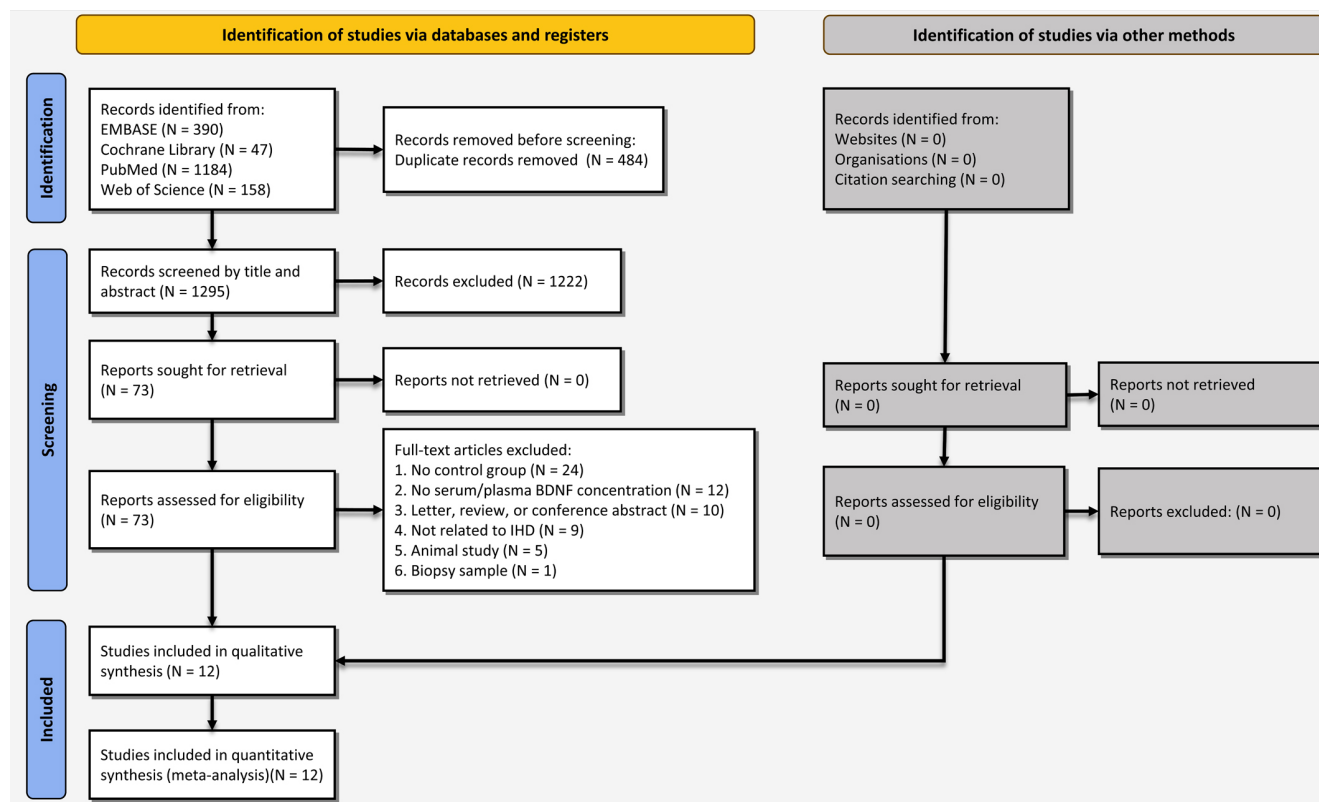 Identification of studies via databases and registers
Identification of studies via other methods
Identification
Records identified from:
EMBASE (N = 390)
Cochrane Library (N = 47)
PubMed (N = 1184)
Web of Science (N = 158)
Records removed before screening:
Duplicate records removed  (N = 484)
Records identified from:
Websites (N = 0)
Organisations (N = 0)
Citation searching (N = 0)
Screening
Records screened by title and
abstract (N = 1295)
Records excluded (N = 1222)
Reports sought for retrieval
(N = 73)
Reports not retrieved (N = 0)
Reports sought for retrieval
(N = 0)
Reports not retrieved
(N = 0)
Reports assessed for eligibility
(N = 73)
Full-text articles excluded:
1. No control group (N = 24)
2. No serum/plasma BDNF concentration (N = 12)
3. Letter, review, or conference abstract (N = 10)
4. Not related to IHD (N = 9)
5. Animal study (N = 5)
6. Biopsy sample (N = 1)
Reports assessed for eligibility
(N = 0)
Reports excluded: (N = 0)
Included
Studies included in qualitative
synthesis (N = 12)
Studies included in quantitative
synthesis (meta-analysis)(N = 12)